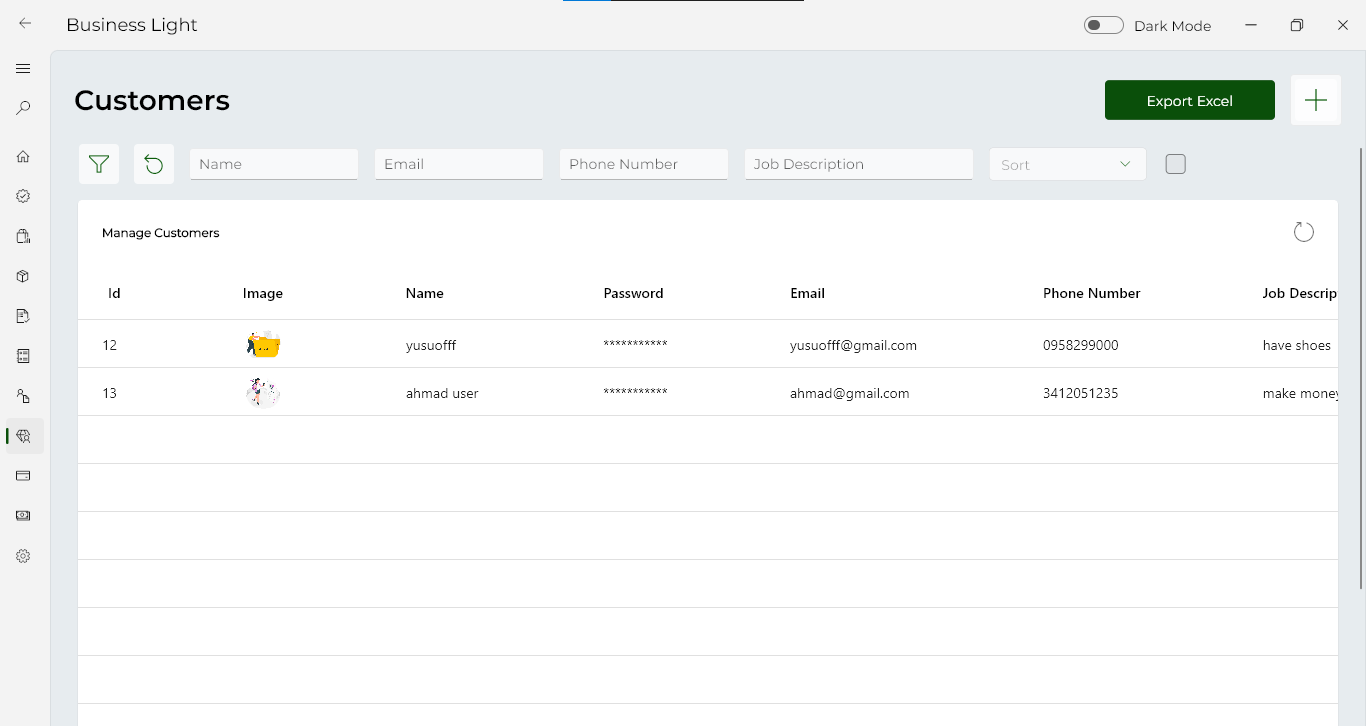 Business Light
Dark Mode
Customers
Export Excel
Name
Email
Phone Number
Job Description
Sort
Manage Customers
Id Image Name Password Email Phone Number Job Descrip
12 yusuofff *********** yusuofff@gmail.com 0958299000 have shoes
13 ahmad user *********** ahmad@gmail.com 3412051235 make money